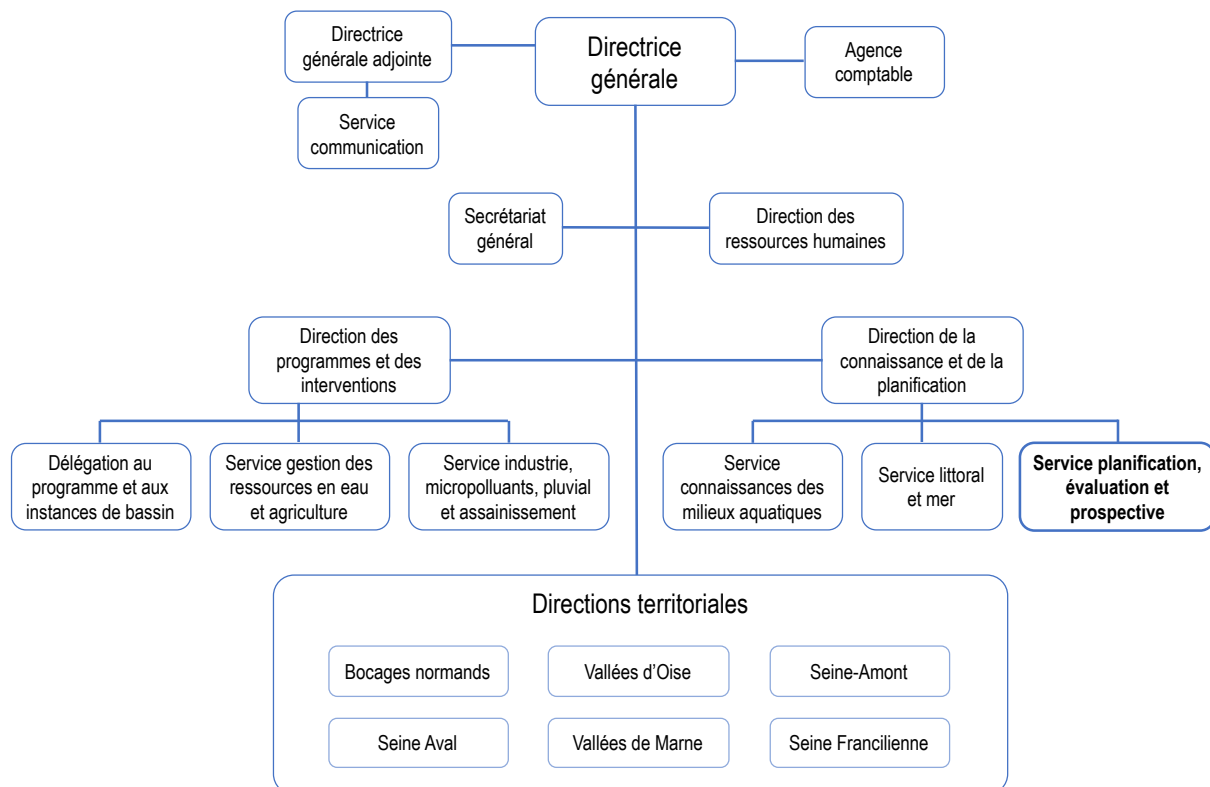 Directrice
générale adjointe
Directrice
générale
Agence
comptable
Service
communication
Secrétariat
général
Direction des
ressources humaines
Direction des
programmes et des
interventions
Direction de la
connaissance et de la
planification
Délégation au
programme et aux
instances de bassin
Service gestion des
ressources en eau
et agriculture
Service industrie,
micropolluants, pluvial
et assainissement
Service
connaissances des
milieux aquatiques
Service littoral
et mer
Service planification,
évaluation et
prospective
Directions territoriales
Bocages normands
Vallées d’Oise
Seine-Amont
Seine Aval
Vallées de Marne
Seine Francilienne